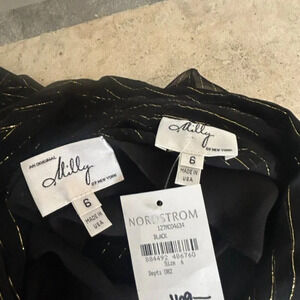 AN ORIGINAL
Milly
OF NEW YORK
6
MADE IN
USA
Milly
OF NEW YORK
6
MADE IN
USA
NORDSTROM
BLACK
Size 6